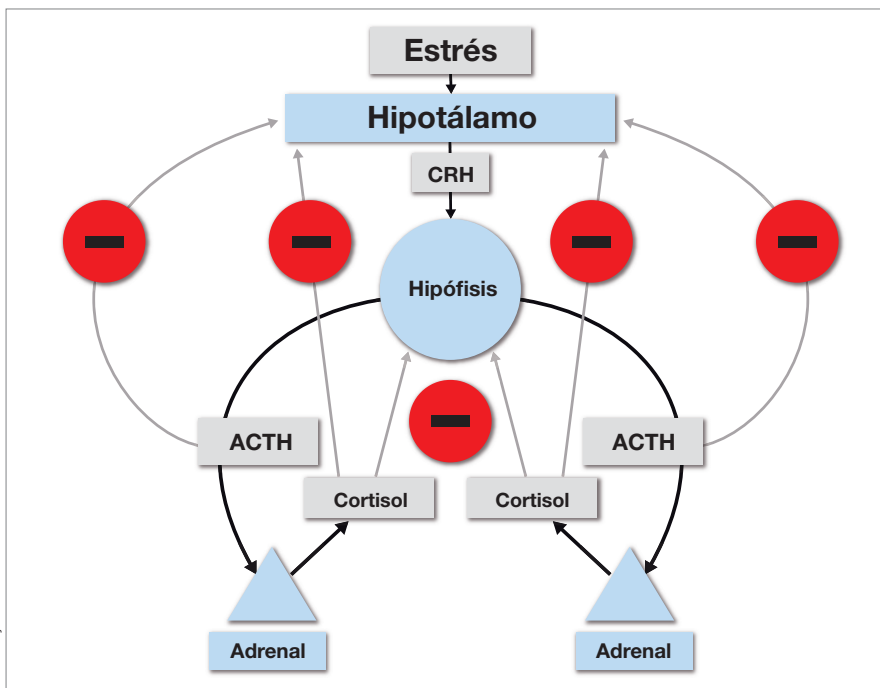 Estrés
Hipotálamo
CRH
Hipófisis
ACTH
ACTH
Cortisol
Cortisol
Adrenal
Adrenal